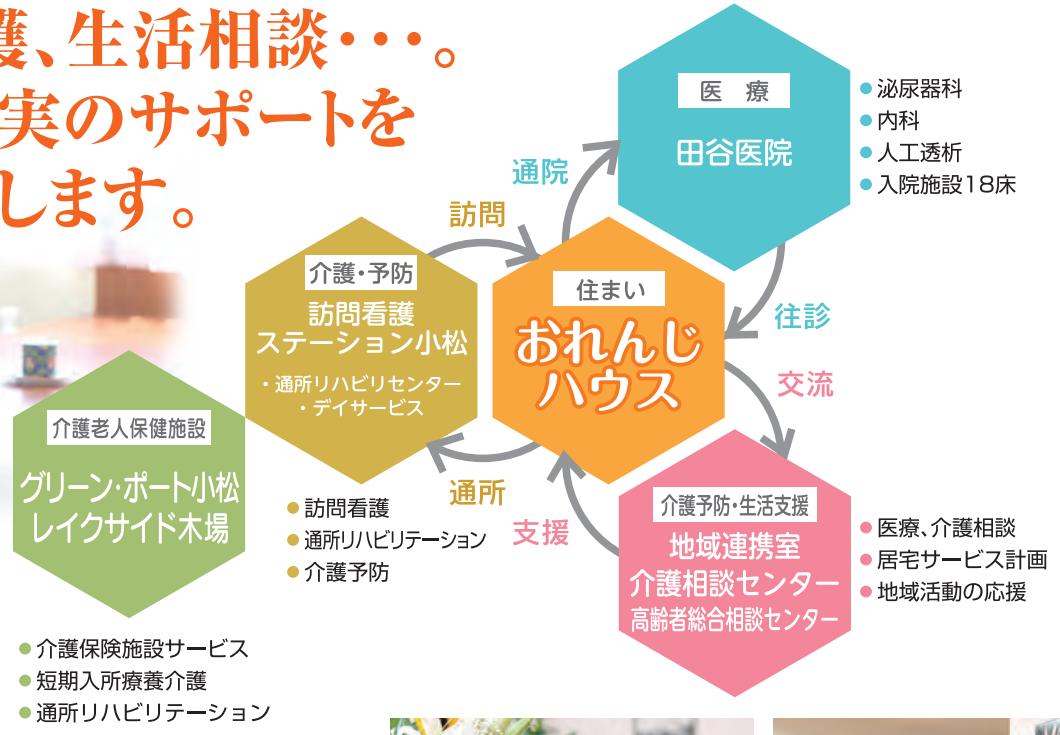 護、生活相談・・・。
実のサポートを
します。
医 療
田谷医院
●泌尿器科
●内科
●人工透析
●入院施設18床
通院
訪問
往診
介護・予防
訪問看護
ステーション小松
・通所リハビリセンター
・デイサービス
住まい
おれんじ
ハウス
交流
通所
支援
●訪問看護
●通所リハビリテーション
●介護予防
介護老人保健施設
グリーン・ポート小松
レイクサイド木場
●介護保険施設サービス
●短期入所療養介護
●通所リハビリテーション
介護予防・生活支援
地域連携室
介護相談センター
高齢者総合相談センター
●医療、介護相談
●居宅サービス計画
●地域活動の応援